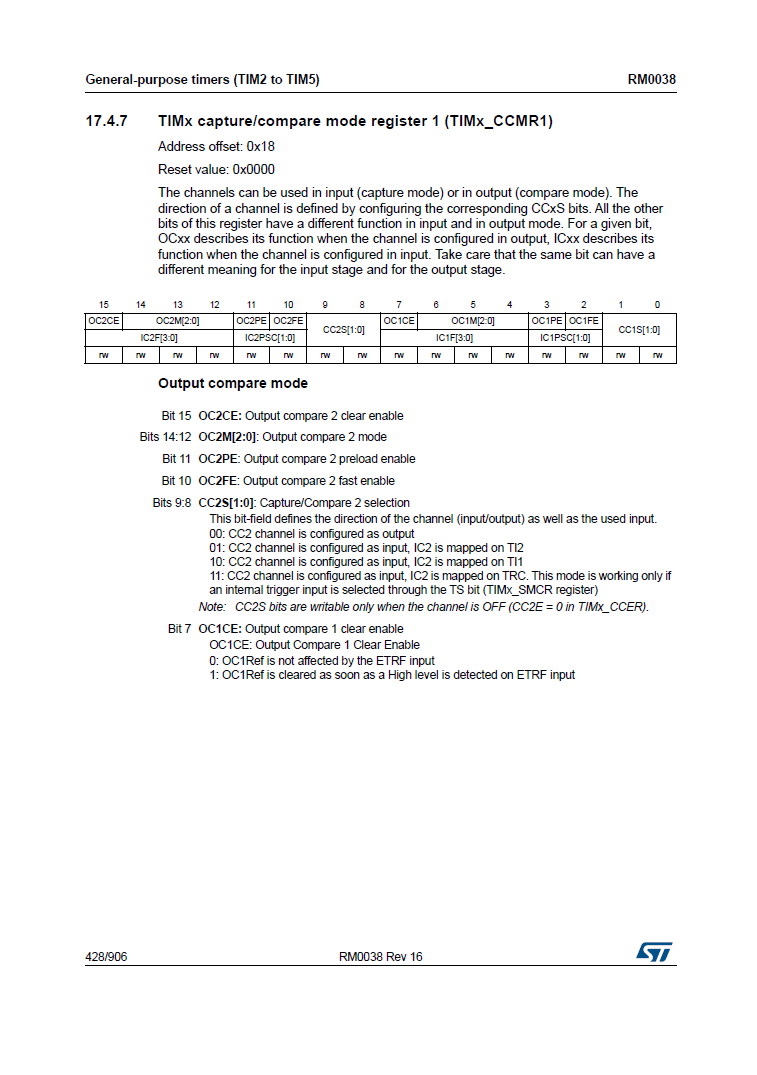 General-purpose timers (TIM2 to TIM5) RM0038
17.4.7 TIMx capture/compare mode register 1 (TIMx_CCMR1)
Address offset: 0x18
Reset value: 0x0000
The channels can be used in input (capture mode) or in output (compare mode). The
direction of a channel is defined by configuring the corresponding CCxS bits. All the other
bits of this register have a different function in input and in output mode. For a given bit,
OCxx describes its function when the channel is configured in output, ICxx describes its
function when the channel is configured in input. Take care that the same bit can have a
different meaning for the input stage and for the output stage.
15 14 13 12 11 10 9 8 7 6 5 4 3 2 1 0
OC2CE OC2M[2:0] OC2PE OC2FE CC2S[1:0] OC1CE OC1M[2:0] OC1PE OC1FE CC1S[1:0]
IC2F[3:0] IC2PSC[1:0] IC1F[3:0] IC1PSC[1:0]
rw rw rw rw rw rw rw rw rw rw rw rw rw rw rw rw
Output compare mode
Bit 15 OC2CE: Output compare 2 clear enable
Bits 14:12 OC2M[2:0]: Output compare 2 mode
Bit 11 OC2PE: Output compare 2 preload enable
Bit 10 OC2FE: Output compare 2 fast enable
Bits 9:8 CC2S[1:0]: Capture/Compare 2 selection
This bit-field defines the direction of the channel (input/output) as well as the used input.
00: CC2 channel is configured as output
01: CC2 channel is configured as input, IC2 is mapped on TI2
10: CC2 channel is configured as input, IC2 is mapped on TI1
11: CC2 channel is configured as input, IC2 is mapped on TRC. This mode is working only if
an internal trigger input is selected through the TS bit (TIMx_SMCR register)
Note: CC2S bits are writable only when the channel is OFF (CC2E = 0 in TIMx_CCER).
Bit 7 OC1CE: Output compare 1 clear enable
OC1CE: Output Compare 1 Clear Enable
0: OC1Ref is not affected by the ETRF input
1: OC1Ref is cleared as soon as a High level is detected on ETRF input
428/906 RM0038 Rev 16 ST